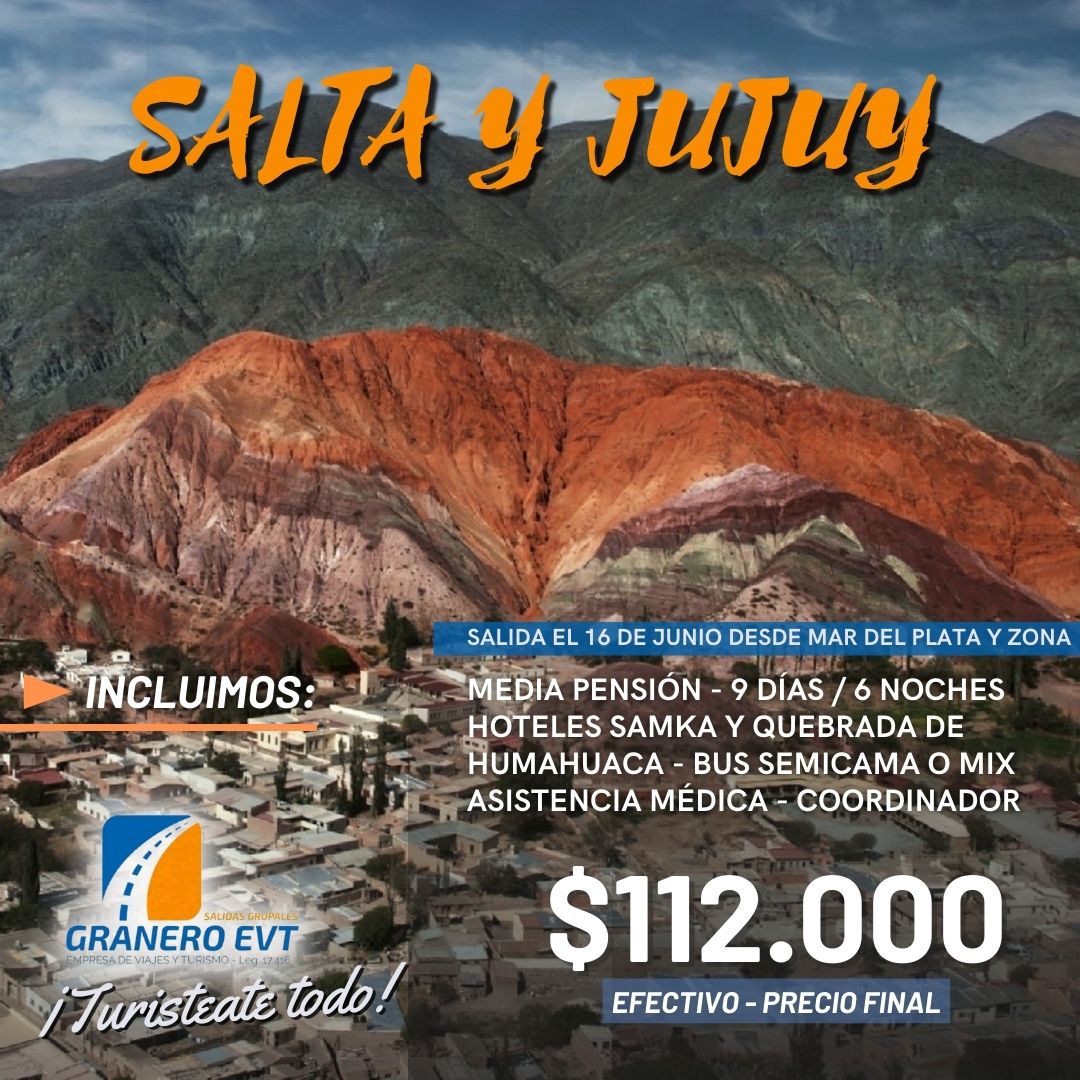 SALTA Y JUJUY
SALIDA EL 16 DE JUNIO DESDE MAR DEL PLATA Y ZONA
INCLUIMOS:
MEDIA PENSIÓN - 9 DÍAS / 6 NOCHES
HOTELES SAMKA Y QUEBRADA DE
HUMAHUACA - BUS SEMICAMA O MIX
ASISTENCIA MÉDICA - COORDINADOR
SALIDAS GRUPALES
GRANERO EVT
EMPRESA DE VIAJES Y TURISMO - Leg. 17.416
¡Turisteate todo!
$112.000
EFECTIVO - PRECIO FINAL